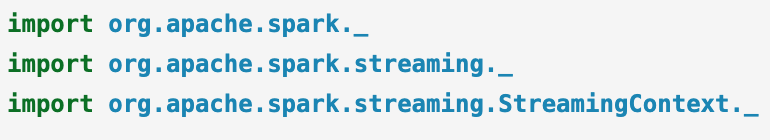 import org.apache.spark._
import org.apache.spark.streaming._
import org.apache.spark.streaming.StreamingContext._